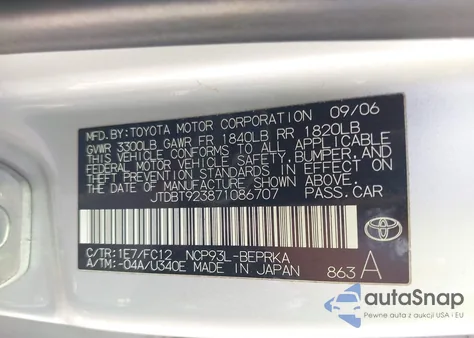 MFD. BY: TOYOTA MOTOR CORPORATION 09/06
GVWR 3300LB GAWR FR 1840LB RR 1820LB
THIS VEHICLE CONFORMS TO ALL APPLICABLE
FEDERAL MOTOR VEHICLE SAFETY, BUMPER, AND
THEFT PREVENTION STANDARDS IN EFFECT ON
THE DATE OF MANUFACTURE SHOWN ABOVE.
JTDBT923871086707 PASS.CAR
C/TR: 1E7/FC12 NCP93L-BEPRKA
A/TM: -04A/U340E MADE IN JAPAN 863 A
TOYOTA
autaSnap
Pewne auta z aukcji USA i EU